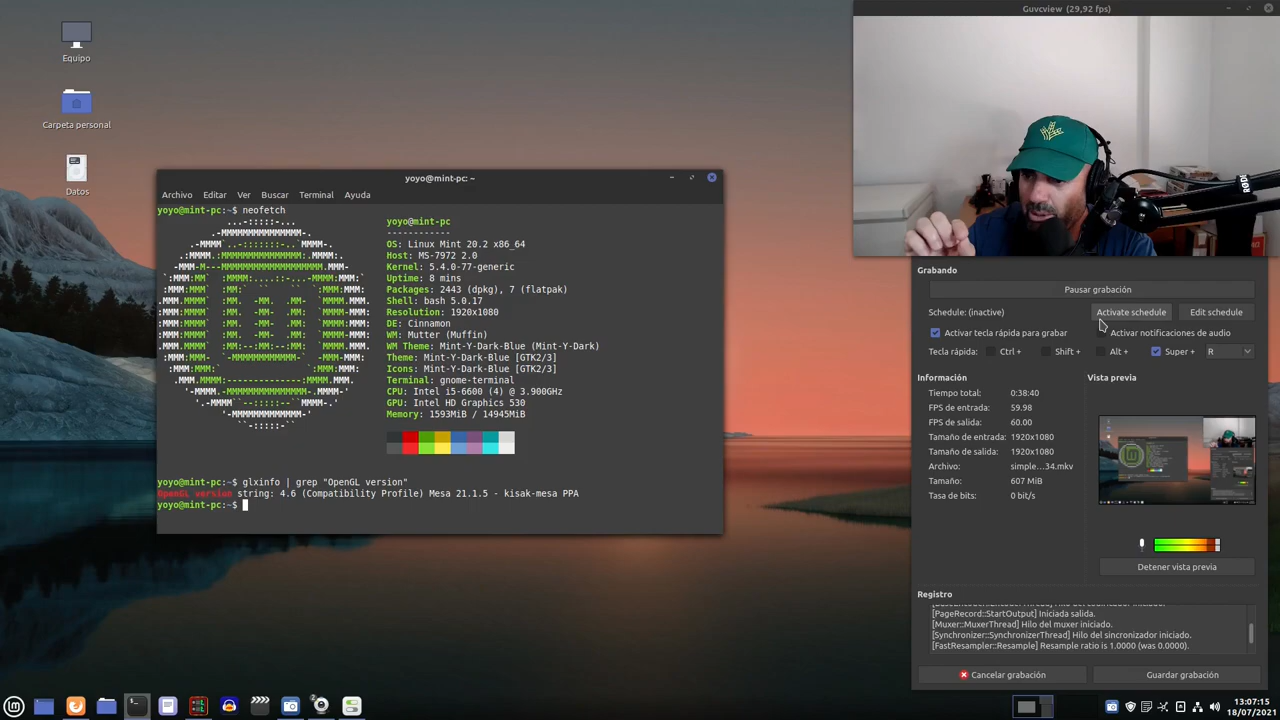 Equipo
Carpeta personal
Datos
Guvcview (29,92 fps)
RØDE
yoyo@mint-pc: ~
Archivo Editar Ver Buscar Terminal Ayuda
yoyo@mint-pc:~$ neofetch
yoyo@mint-pc
------------
OS: Linux Mint 20.2 x86_64
Host: MS-7972 2.0
Kernel: 5.4.0-77-generic
Uptime: 8 mins
Packages: 2443 (dpkg), 7 (flatpak)
Shell: bash 5.0.17
Resolution: 1920x1080
DE: Cinnamon
WM: Mutter (Muffin)
WM Theme: Mint-Y-Dark-Blue (Mint-Y)
Theme: Mint-Y-Dark-Blue [GTK2/3]
Icons: Mint-Y-Dark-Blue [GTK2/3]
Terminal: gnome-terminal
CPU: Intel i5-6600 (4) @ 3.900GHz
GPU: Intel HD Graphics 530
Memory: 1593MiB / 14945MiB
yoyo@mint-pc:~$ glxinfo | grep "OpenGL version"
OpenGL version string: 4.6 (Compatibility Profile) Mesa 21.1.5 - kisak-mesa PPA
yoyo@mint-pc:~$
Grabando
Pausar grabación
Schedule: (inactive) Activate schedule Edit schedule
Activar tecla rápida para grabar Activar notificaciones de audio
Tecla rápida: Ctrl + Shift + Alt + Super + R
Información
Tiempo total: 0:38:40
FPS de entrada: 59.98
FPS de salida: 60.00
Tamaño de entrada: 1920x1080
Tamaño de salida: 1920x1080
Archivo: simple...34.mkv
Tamaño: 607 MiB
Tasa de bits: 0 bit/s
Vista previa
Detener vista previa
Registro
[PageRecord::StartOutput] Iniciada salida.
[Muxer::MuxerThread] Hilo del muxer iniciado.
[Synchronizer::SynchronizerThread] Hilo del sincronizador iniciado.
[FastResampler::Resample] Resample ratio is 1.0000 (was 0.0000).
Cancelar grabación Guardar grabación
13:07:15
18/07/2021